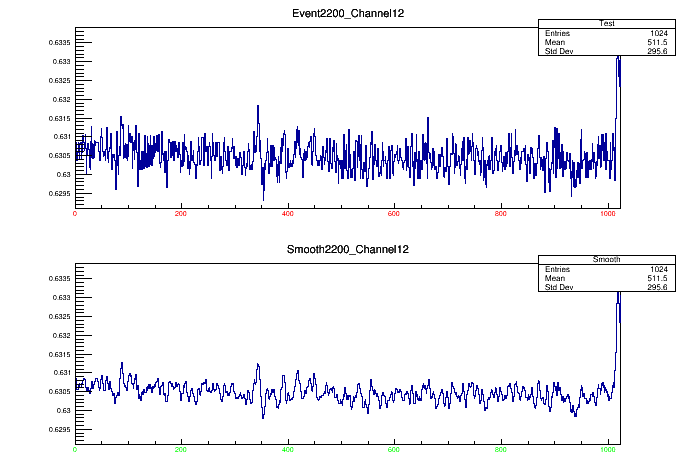 Event2200_Channel12
Test
Entries 1024
Mean 511.5
Std Dev 295.6
0.6335
0.633
0.6325
0.632
0.6315
0.631
0.6305
0.63
0.6295
0 200 400 600 800 1000
Smooth2200_Channel12
Smooth
Entries 1024
Mean 511.5
Std Dev 295.6
0.6335
0.633
0.6325
0.632
0.6315
0.631
0.6305
0.63
0.6295
0 200 400 600 800 1000